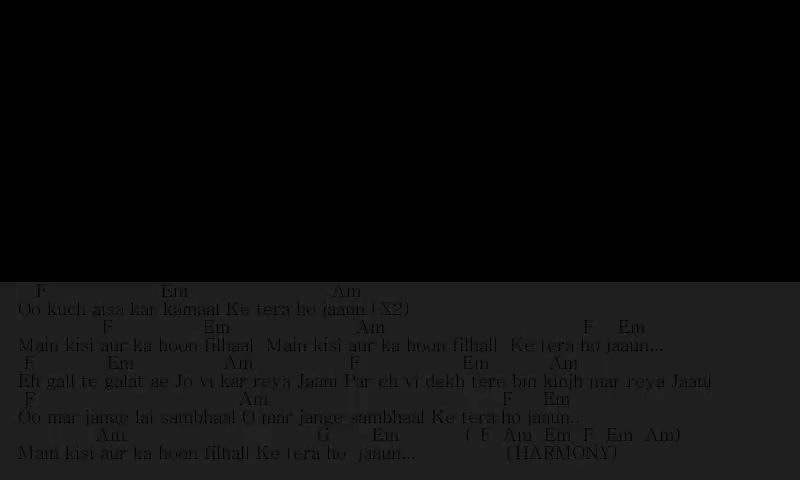 F Em Am
Oo kuch aisa kar kamaal Ke tera ho jaaun (X2)
F Em Am F Em
Main kisi aur ka hoon filhaal Main kisi aur ka hoon filhall Ke tera ho jaaun...
F Em Am F Em Am
Eh gall te galat ae Jo vi kar reya Jaani Par eh vi dekh tere bin kinjh mar reya Jaani
F Am F Em
Oo mar jange lai sambhaal O mar jange sambhaal Ke tera ho jaaun..
Am G Em ( F Am Em F Em Am)
Main kisi aur ka hoon filhall Ke tera ho jaaun... (HARMONY)